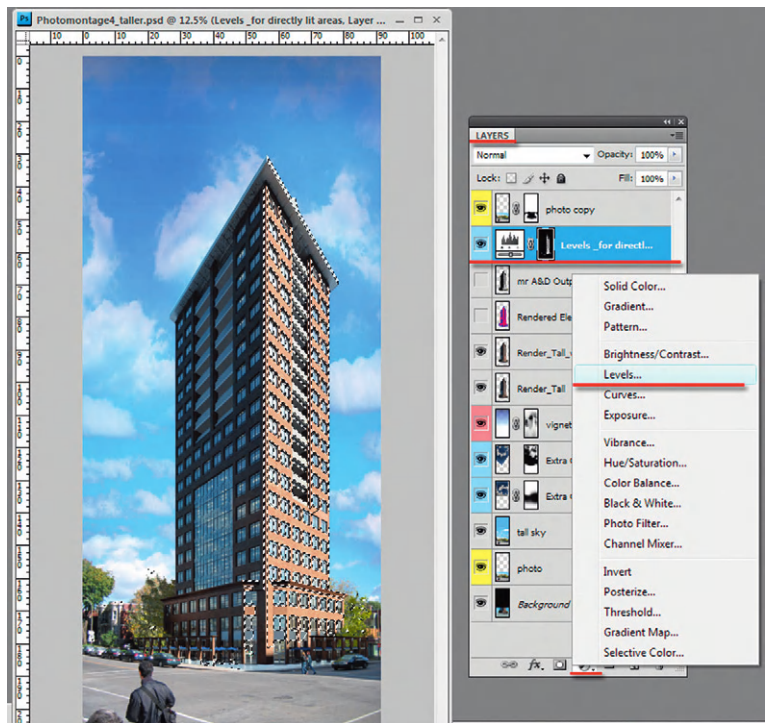 Ps Photomontage4_taller.psd @ 12.5% (Levels _for directly lit areas, Layer ...
10 0 10 20 30 40 50 60 70 80 90 100
LAYERS
Normal Opacity: 100%
Lock: Fill: 100%
photo copy
Levels _for directl...
mr A&D Outp
Rendered Ele
Render_Tall_
Render_Tall
vignet
Extra
Extra
tall sky
photo
Background
fx.
Solid Color...
Gradient...
Pattern...
Brightness/Contrast...
Levels...
Curves...
Exposure...
Vibrance...
Hue/Saturation...
Color Balance...
Black & White...
Photo Filter...
Channel Mixer...
Invert
Posterize...
Threshold...
Gradient Map...
Selective Color...